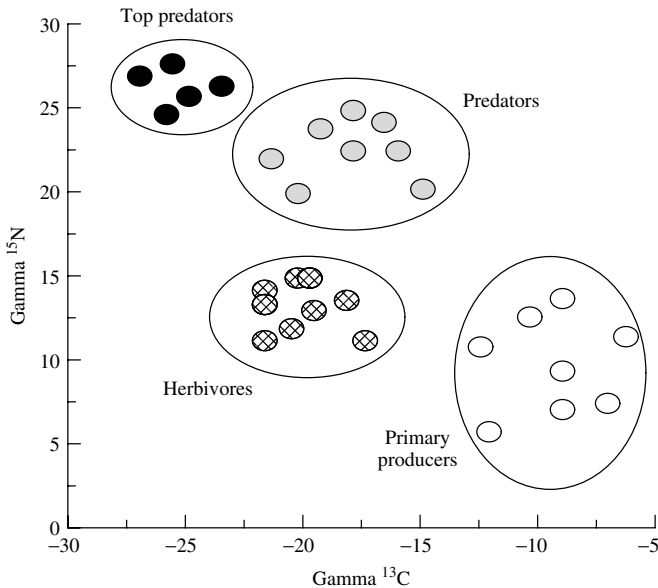 Top predators
Predators
Herbivores
Primary
producers
Gamma ¹⁵N
30
25
20
15
10
5
0
−30
−25
−20
−15
−10
−5
Gamma ¹³C